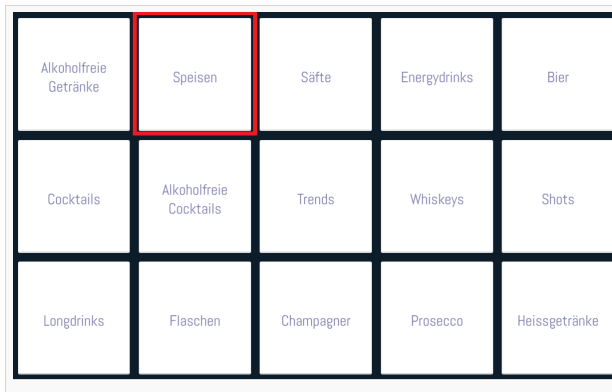 Alkoholfreie
Getränke
Speisen
Säfte
Energydrinks
Bier
Cocktails
Alkoholfreie
Cocktails
Trends
Whiskeys
Shots
Longdrinks
Flaschen
Champagner
Prosecco
Heissgetränke